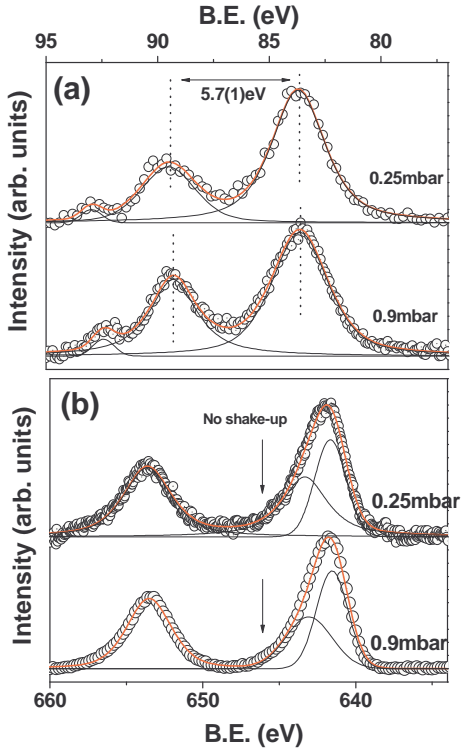 B.E. (eV)
95 90 85 80
(a)
5.7(1)eV
0.25mbar
0.9mbar
Intensity (arb. units)
(b)
No shake-up
0.25mbar
0.9mbar
Intensity (arb. units)
660 650 640
B.E. (eV)